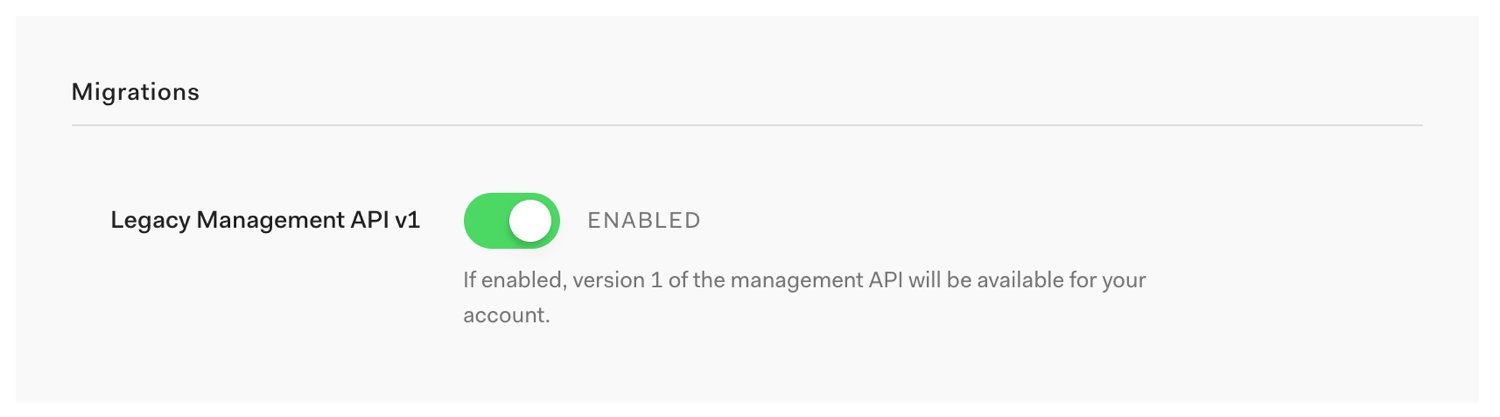 Migrations
Legacy Management API v1
ENABLED
If enabled, version 1 of the management API will be available for your
account.